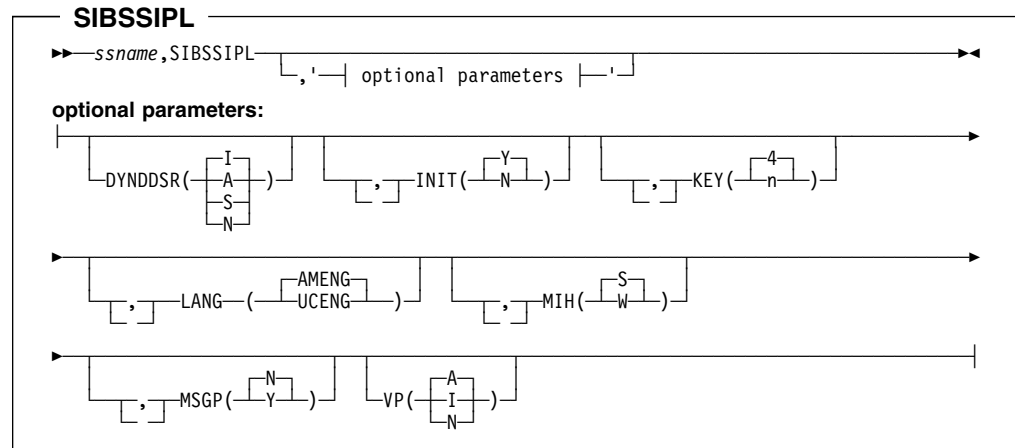 SIBSSIPL
ssname,SIBSSIPL
,' optional parameters '
optional parameters:
I Y 4
DYNDDSR( A ) , INIT( N ) , KEY( n )
S
N
AMENG S
, LANG ( UCENG ) , MIH( W )
N A
, MSGP( Y ) VP( I )
N